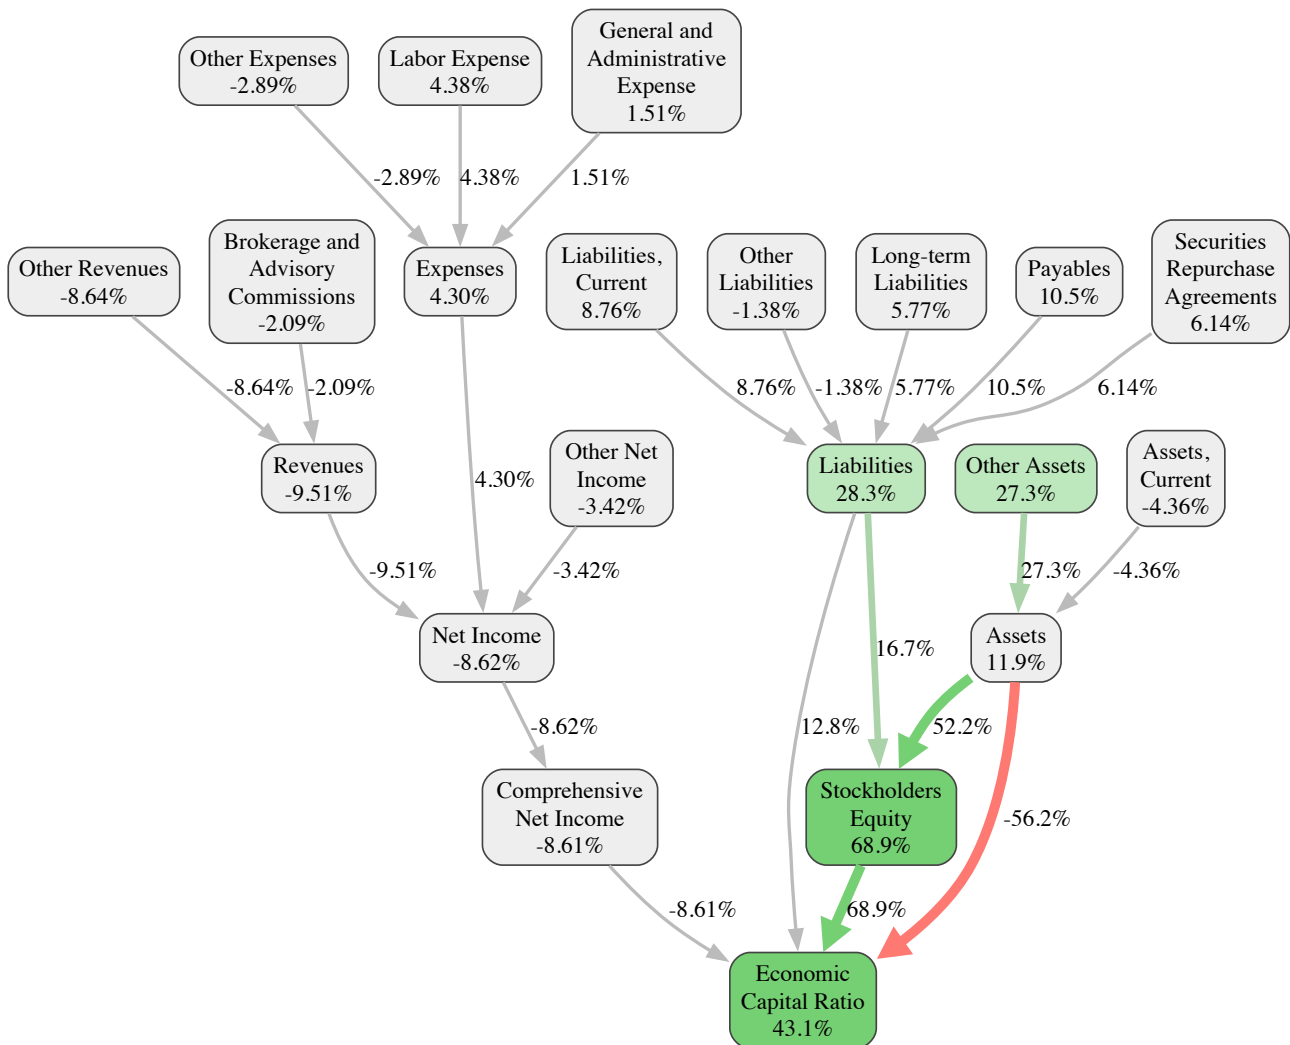 General and
Administrative
Expense
1.51%
Other Expenses
-2.89%
Labor Expense
4.38%
-2.89%
4.38%
1.51%
Other Revenues
-8.64%
Brokerage and
Advisory
Commissions
-2.09%
Expenses
4.30%
Liabilities,
Current
8.76%
Other
Liabilities
-1.38%
Long-term
Liabilities
5.77%
Payables
10.5%
Securities
Repurchase
Agreements
6.14%
-8.64%
-2.09%
8.76%
-1.38%
5.77%
10.5%
6.14%
Revenues
-9.51%
4.30%
Other Net
Income
-3.42%
Liabilities
28.3%
Other Assets
27.3%
Assets,
Current
-4.36%
-9.51%
-3.42%
27.3%
-4.36%
Net Income
-8.62%
16.7%
Assets
11.9%
-8.62%
12.8%
52.2%
Comprehensive
Net Income
-8.61%
Stockholders
Equity
68.9%
-56.2%
-8.61%
68.9%
Economic
Capital Ratio
43.1%